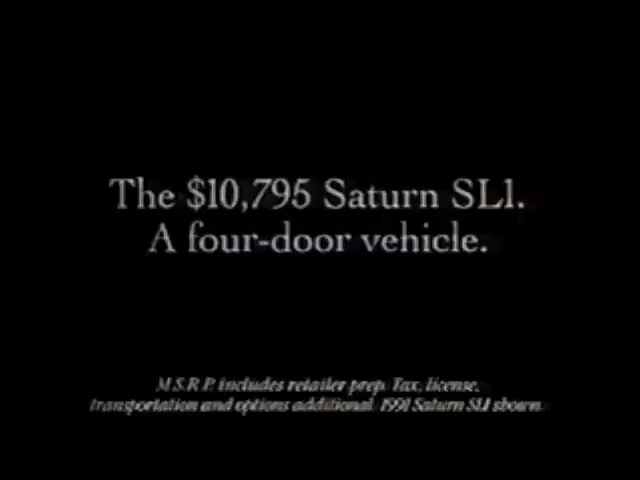 The $10,795 Saturn SL1.
A four-door vehicle.
M.S.R.P. includes retailer prep. Tax, license,
transportation and options additional. 1991 Saturn SL1 shown.